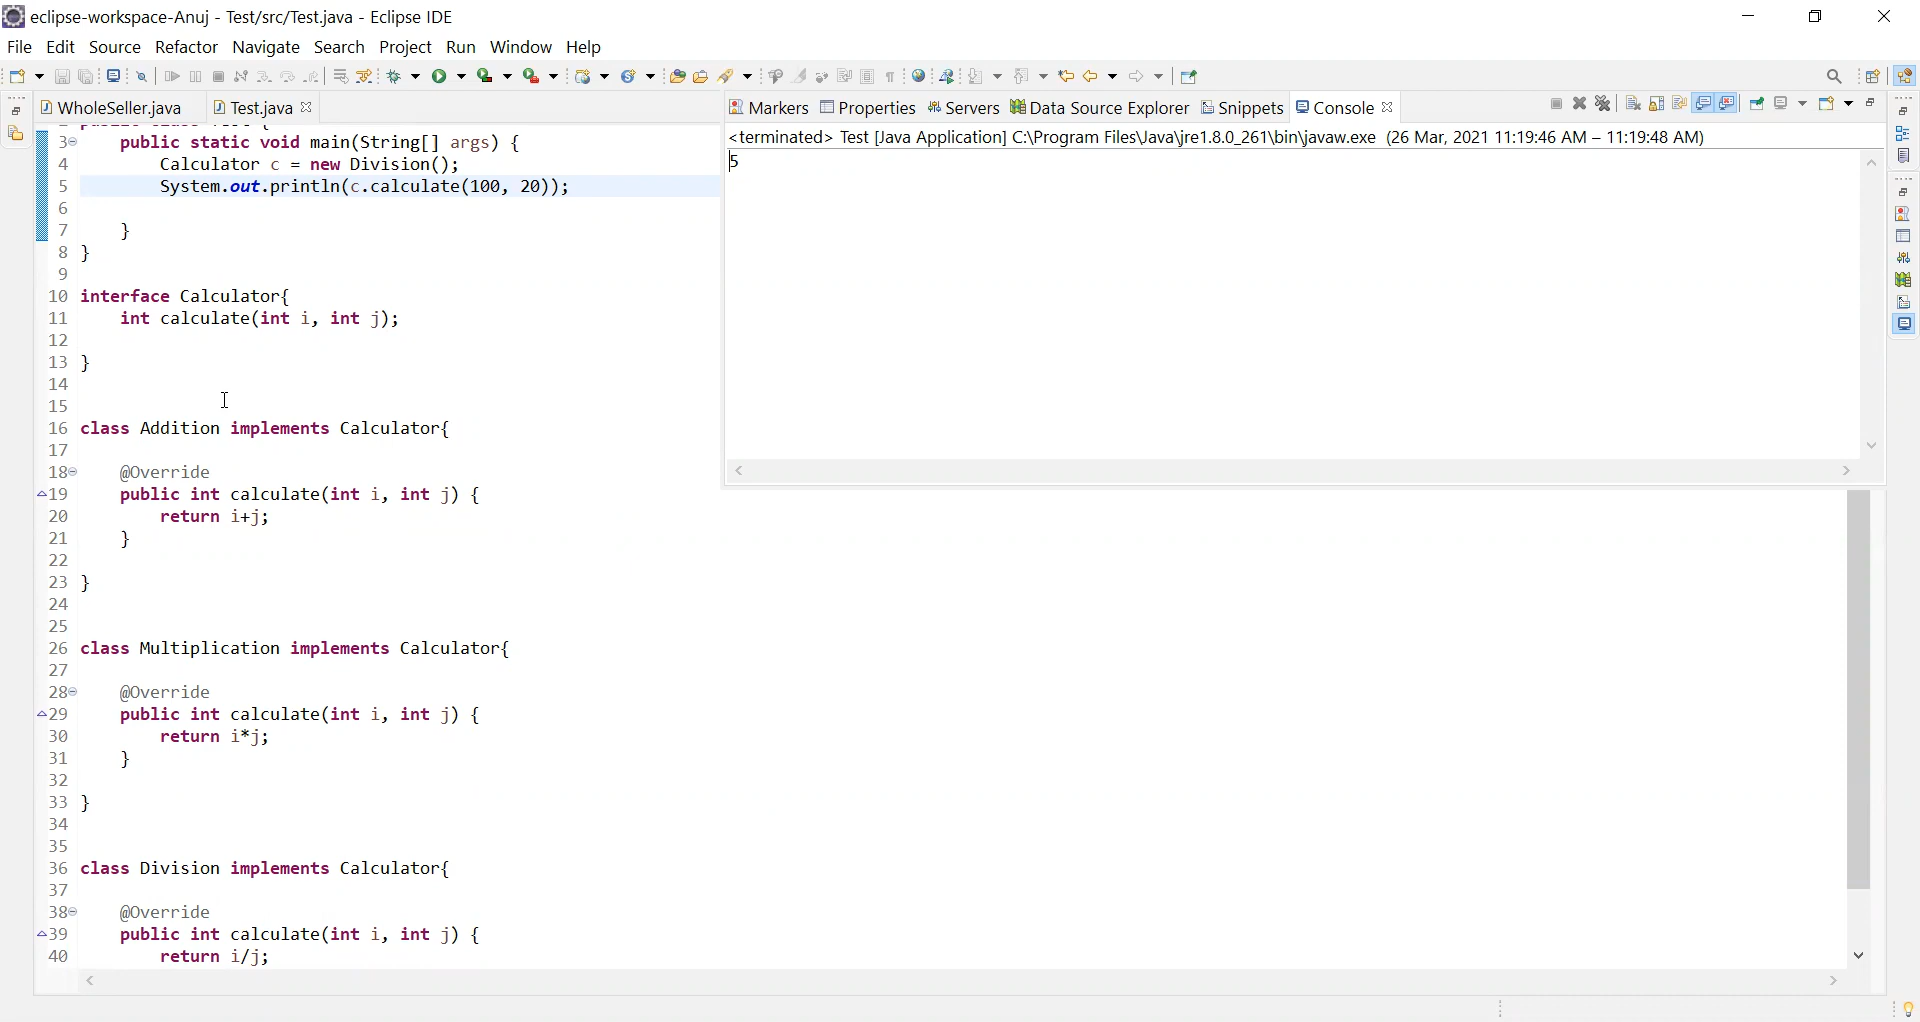 eclipse-workspace-Anuj - Test/src/Test.java - Eclipse IDE
File Edit Source Refactor Navigate Search Project Run Window Help
WholeSeller.java Test.java
Markers Properties Servers Data Source Explorer Snippets Console
<terminated> Test [Java Application] C:\Program Files\Java\jre1.8.0_261\bin\javaw.exe (26 Mar, 2021 11:19:46 AM – 11:19:48 AM)
5
3 public static void main(String[] args) {
4 Calculator c = new Division();
5 System.out.println(c.calculate(100, 20));
6
7 }
8 }
9
10 interface Calculator{
11 int calculate(int i, int j);
12
13 }
14
15
16 class Addition implements Calculator{
17
18 @Override
19 public int calculate(int i, int j) {
20 return i+j;
21 }
22
23 }
24
25
26 class Multiplication implements Calculator{
27
28 @Override
29 public int calculate(int i, int j) {
30 return i*j;
31 }
32
33 }
34
35
36 class Division implements Calculator{
37
38 @Override
39 public int calculate(int i, int j) {
40 return i/j;